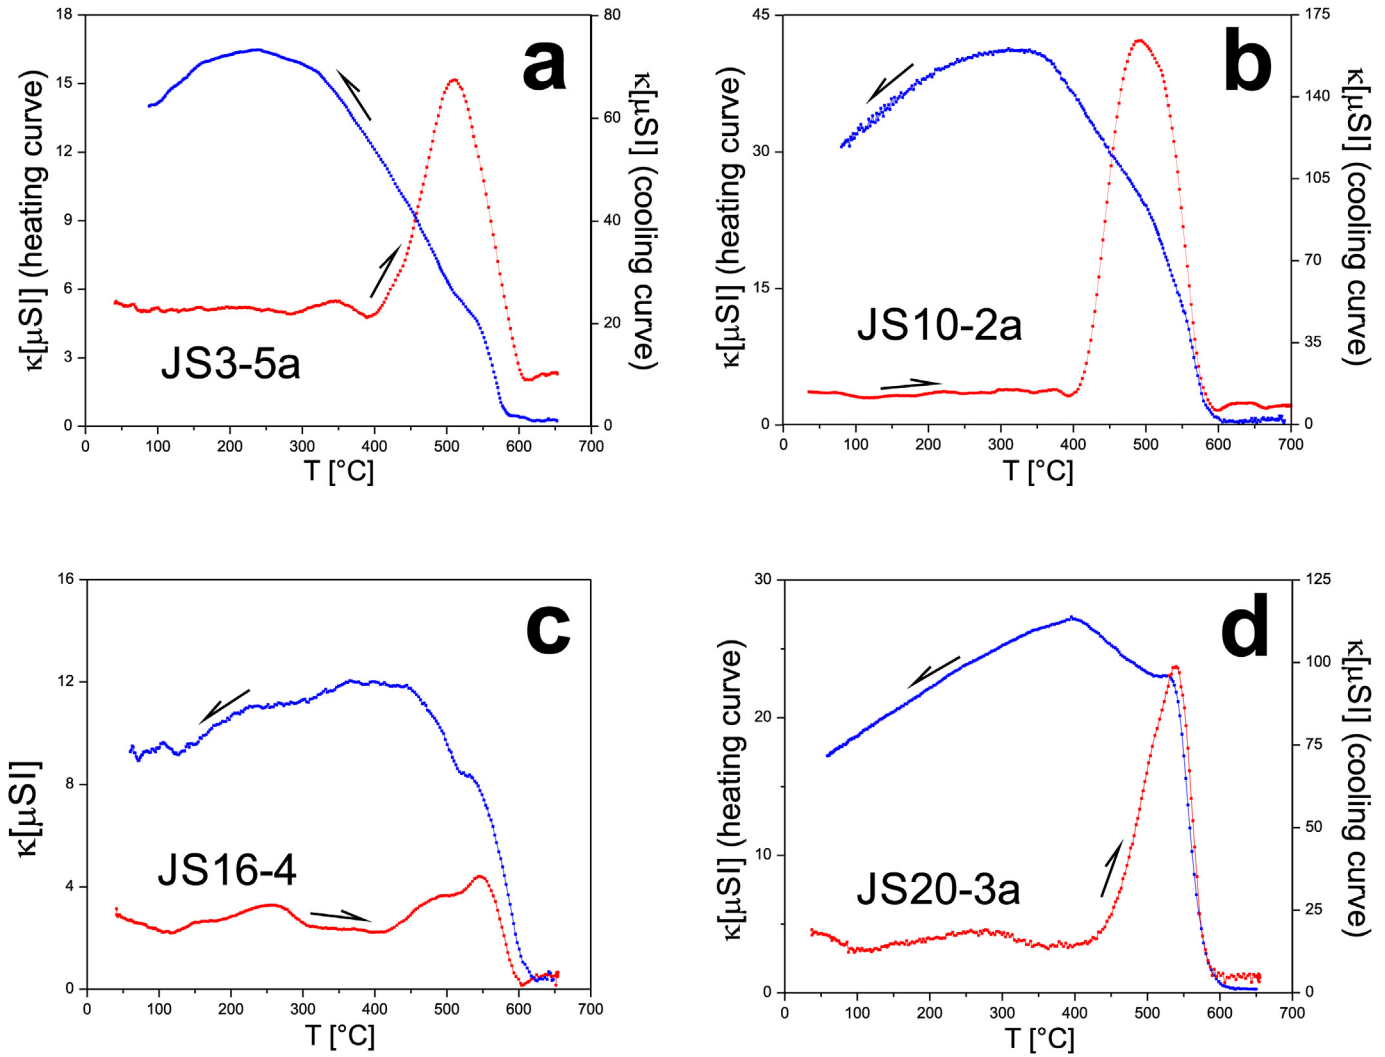 a
κ[μSI] (heating curve)
18
15
12
9
6
3
0
80
60
40
20
0
κ[μSI] (cooling curve)
JS3-5a
0 100 200 300 400 500 600 700
T [°C]
b
κ[μSI] (heating curve)
45
30
15
0
175
140
105
70
35
0
κ[μSI] (cooling curve)
JS10-2a
0 100 200 300 400 500 600 700
T [°C]
c
κ[μSI]
16
12
8
4
0
JS16-4
0 100 200 300 400 500 600 700
T [°C]
d
κ[μSI] (heating curve)
30
20
10
0
125
100
75
50
25
0
κ[μSI] (cooling curve)
JS20-3a
0 100 200 300 400 500 600 700
T [°C]